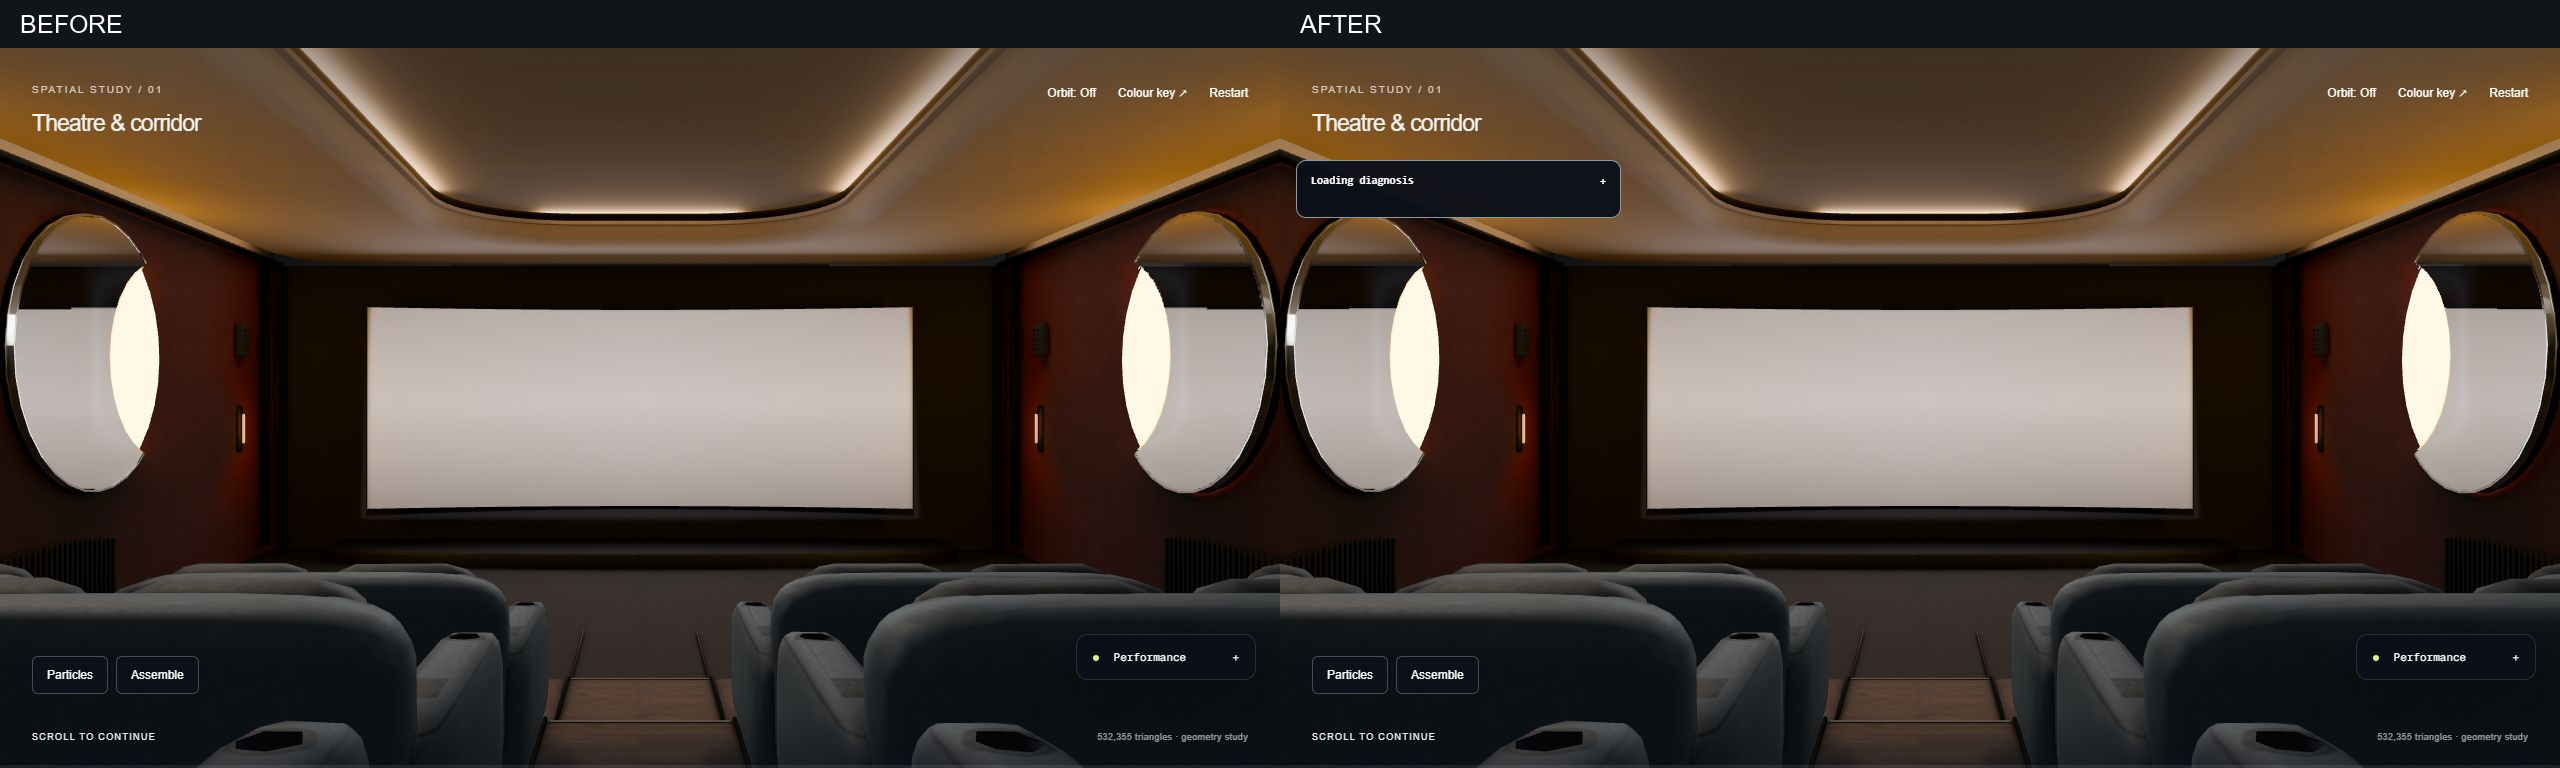 BEFORE
SPATIAL STUDY / 01
Theatre & corridor
Orbit: Off
Colour key ↗
Restart
Particles
Assemble
Performance +
SCROLL TO CONTINUE
532,355 triangles · geometry study
AFTER
SPATIAL STUDY / 01
Theatre & corridor
Orbit: Off
Colour key ↗
Restart
Loading diagnosis +
Particles
Assemble
Performance +
SCROLL TO CONTINUE
532,355 triangles · geometry study